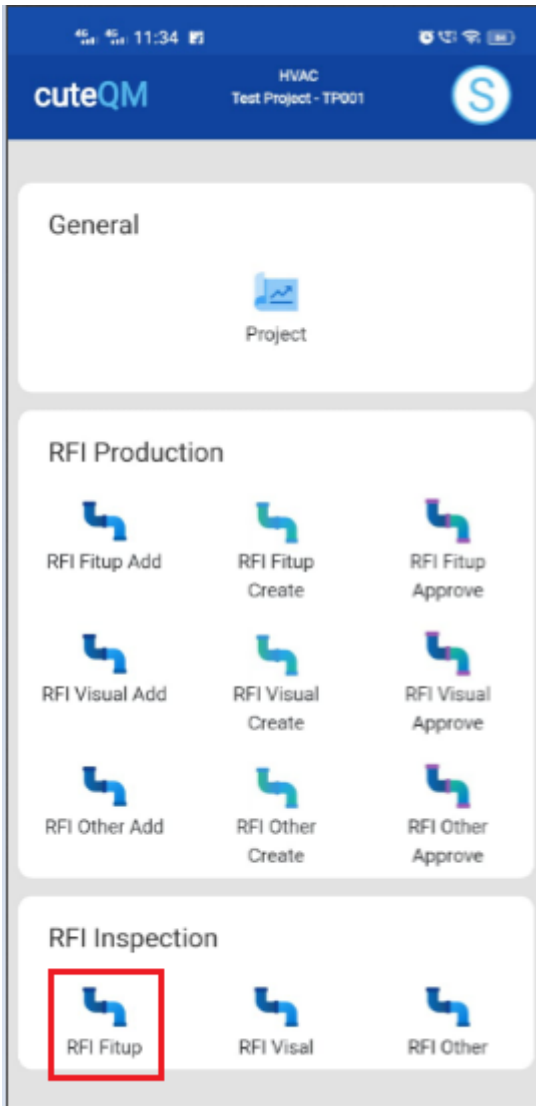 11:34
cuteQM
HVAC
Test Project - TP001
S
General
Project
RFI Production
RFI Fitup Add
RFI Fitup
Create
RFI Fitup
Approve
RFI Visual Add
RFI Visual
Create
RFI Visual
Approve
RFI Other Add
RFI Other
Create
RFI Other
Approve
RFI Inspection
RFI Fitup
RFI Visal
RFI Other